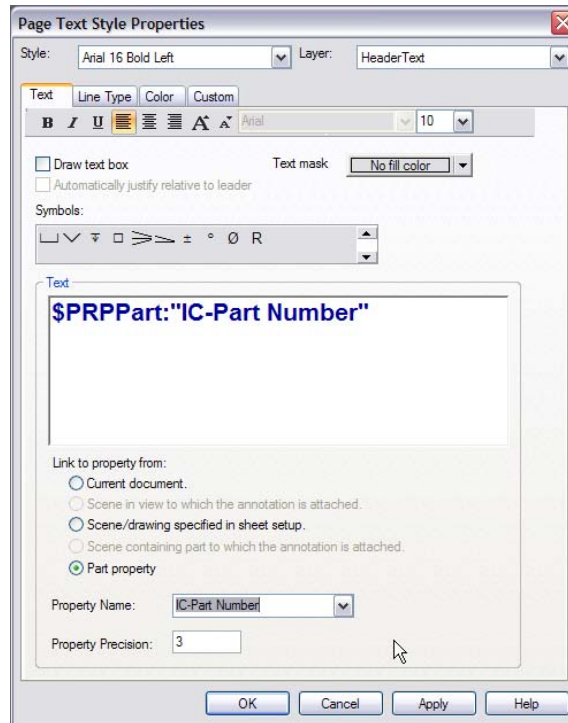 Page Text Style Properties
Style: Arial 16 Bold Left Layer: HeaderText
Text Line Type Color Custom
B I U A A Arial 10
Draw text box Text mask No fill color
Automatically justify relative to leader
Symbols:
± ° Ø R
Text
$PRPPart:"IC-Part Number"
Link to property from:
Current document.
Scene in view to which the annotation is attached.
Scene/drawing specified in sheet setup.
Scene containing part to which the annotation is attached.
Part property
Property Name: IC-Part Number
Property Precision: 3
OK Cancel Apply Help